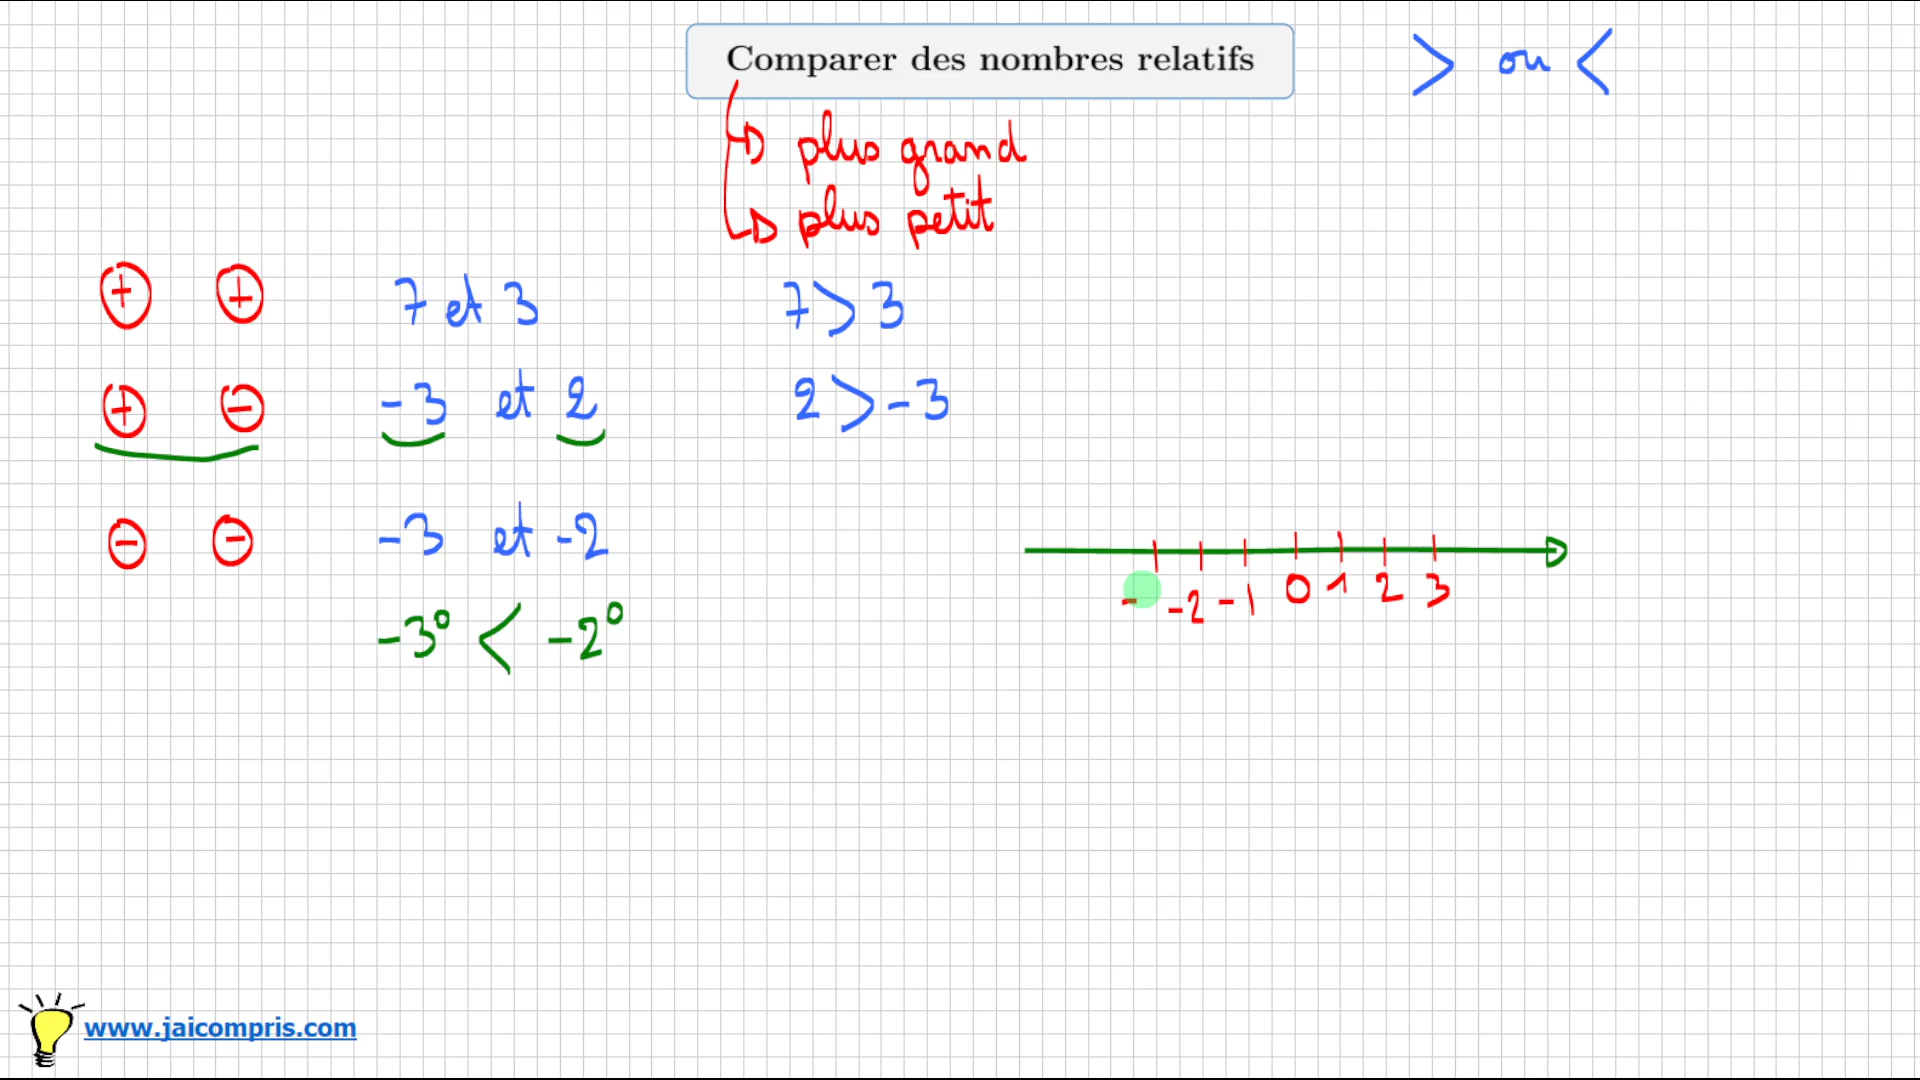 Comparer des nombres relatifs
> ou <
→ plus grand
→ plus petit
+ + 7 et 3 7 > 3
+ - -3 et 2 2 > -3
- - -3 et -2
-3° < -2°
- -2 -1 0 1 2 3
www.jaicompris.com